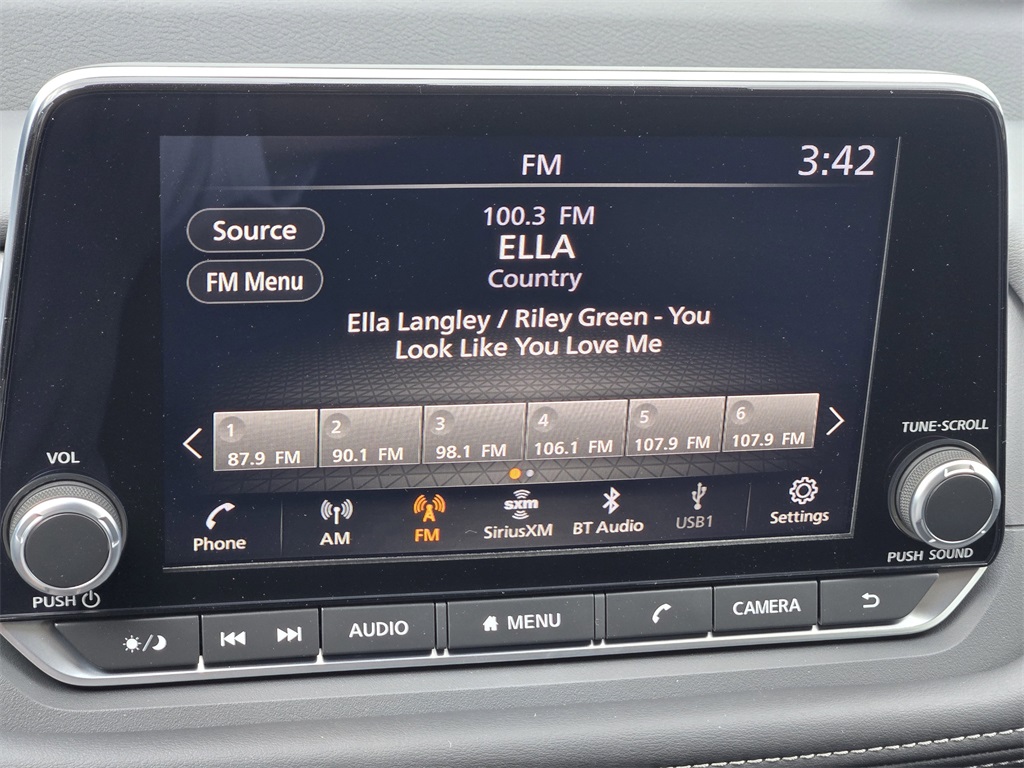 FM
3:42
100.3 FM
Source
ELLA
FM Menu
Country
Ella Langley / Riley Green - You
Look Like You Love Me
1 2 3 4 5 6
87.9 FM 90.1 FM 98.1 FM 106.1 FM 107.9 FM 107.9 FM
VOL
TUNE·SCROLL
sxm
Phone AM FM SiriusXM BT Audio USB1 Settings
PUSH
PUSH SOUND
AUDIO MENU CAMERA